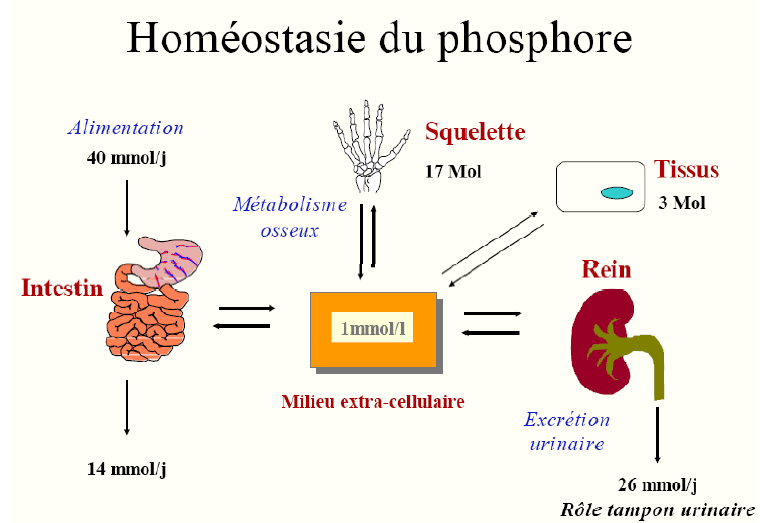 Homéostasie du phosphore
Alimentation
40 mmol/j
Squelette
17 Mol
Tissus
3 Mol
Métabolisme
osseux
Intestin
Rein
1mmol/l
Milieu extra-cellulaire
Excrétion
urinaire
14 mmol/j
26 mmol/j
Rôle tampon urinaire